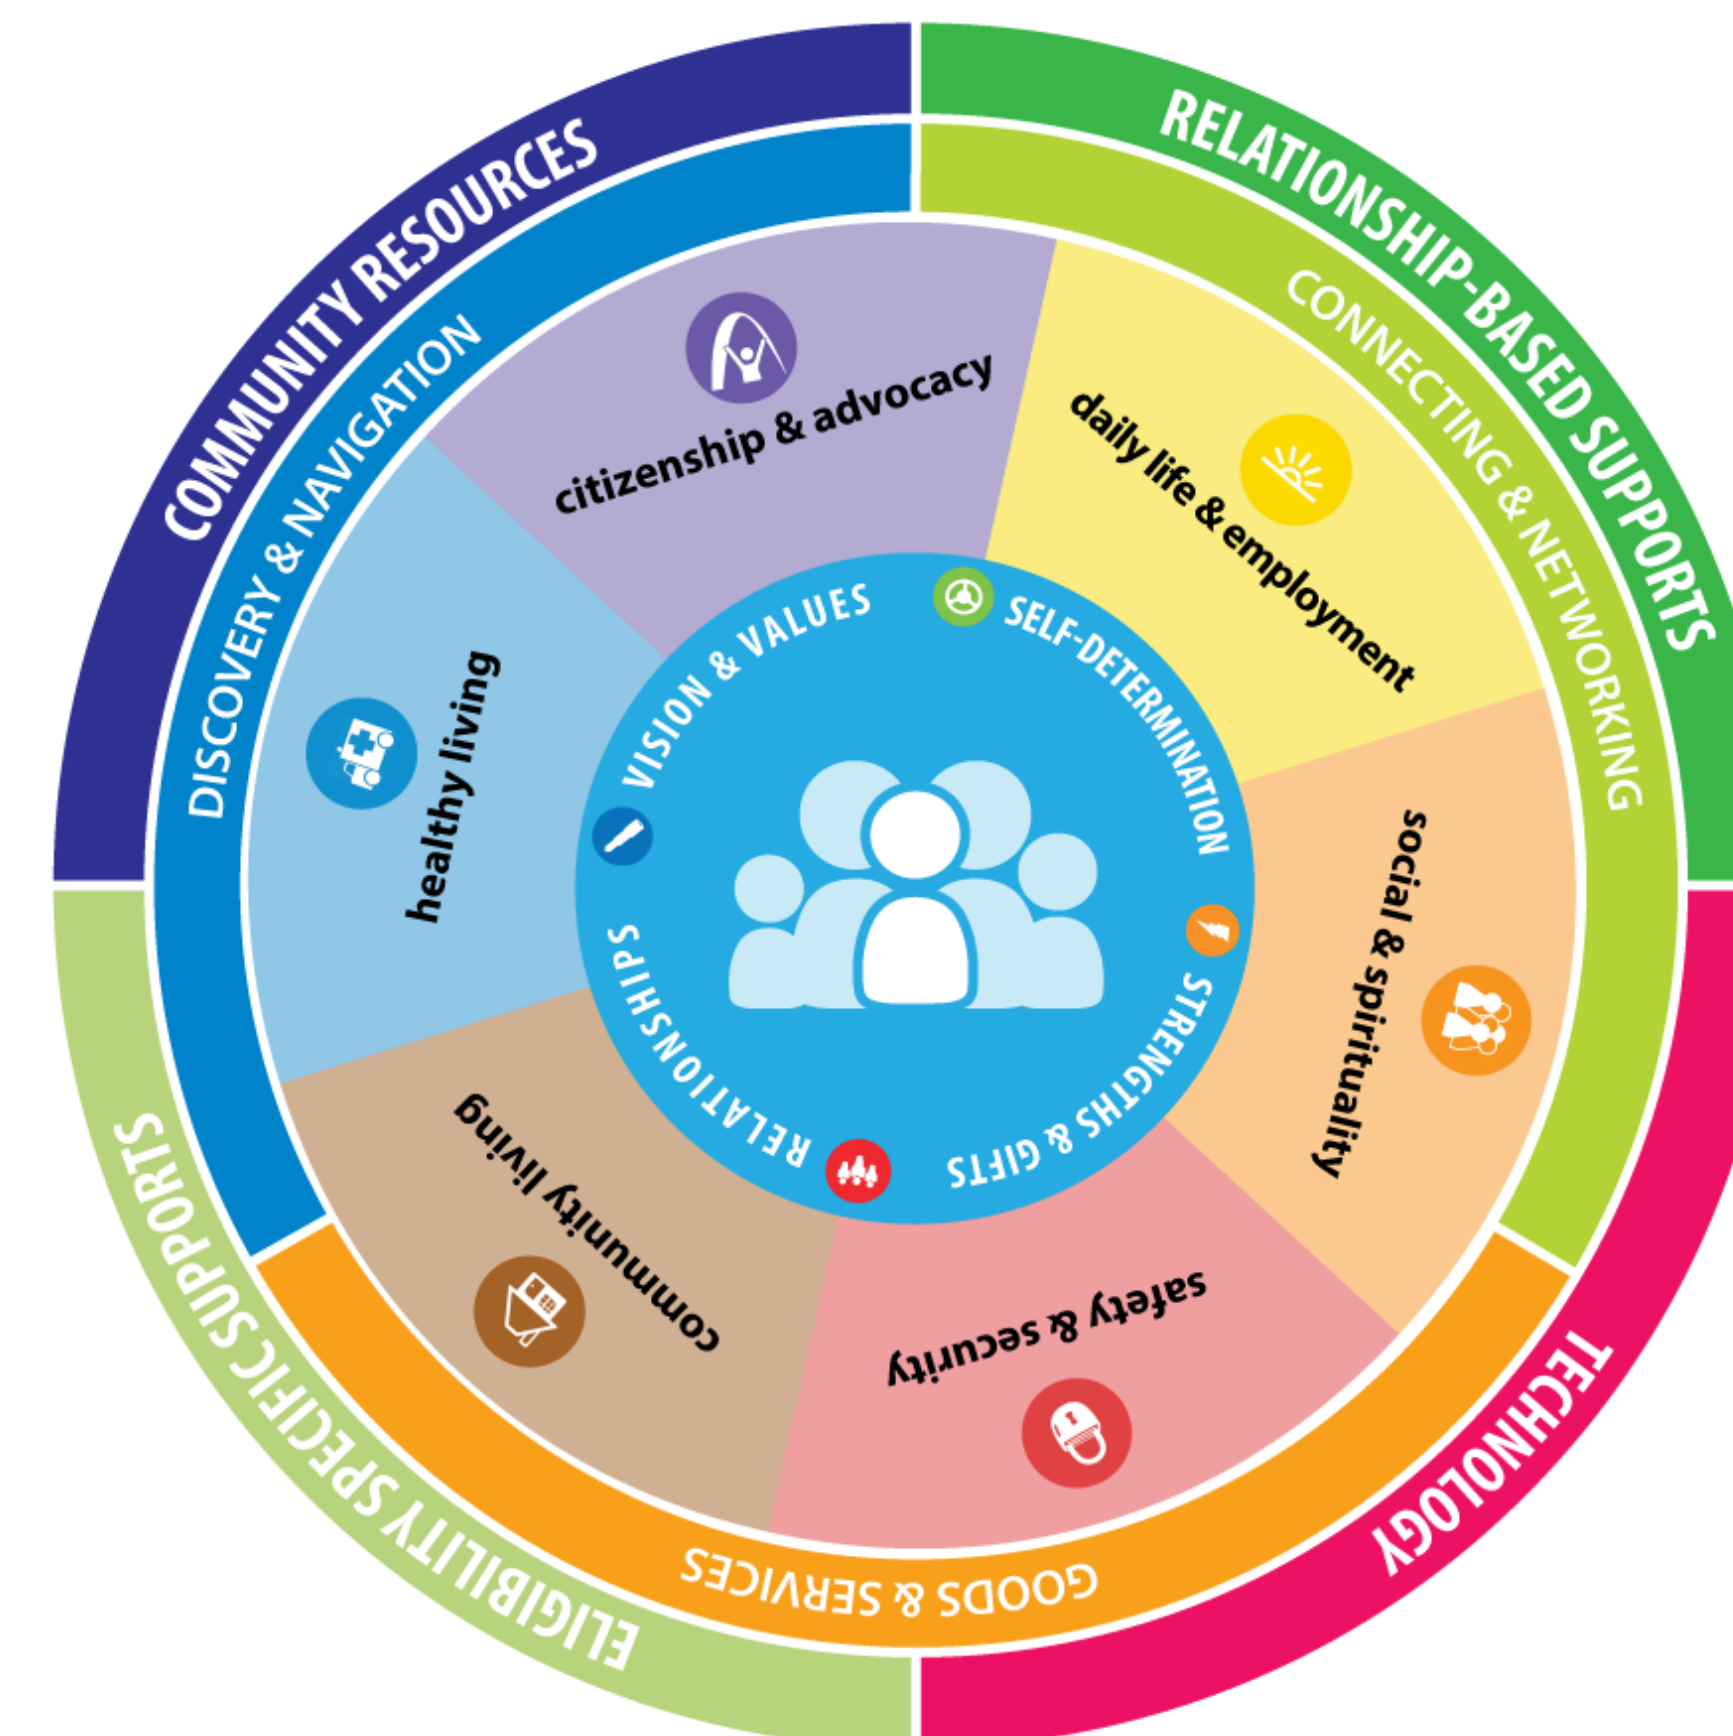 COMMUNITY RESOURCES
RELATIONSHIP-BASED SUPPORTS
TECHNOLOGY
ELIGIBILITY SPECIFIC SUPPORTS
DISCOVERY & NAVIGATION
CONNECTING & NETWORKING
GOODS & SERVICES
citizenship & advocacy
daily life & employment
social & spirituality
safety & security
community living
healthy living
VISION & VALUES
SELF-DETERMINATION
STRENGTHS & GIFTS
RELATIONSHIPS